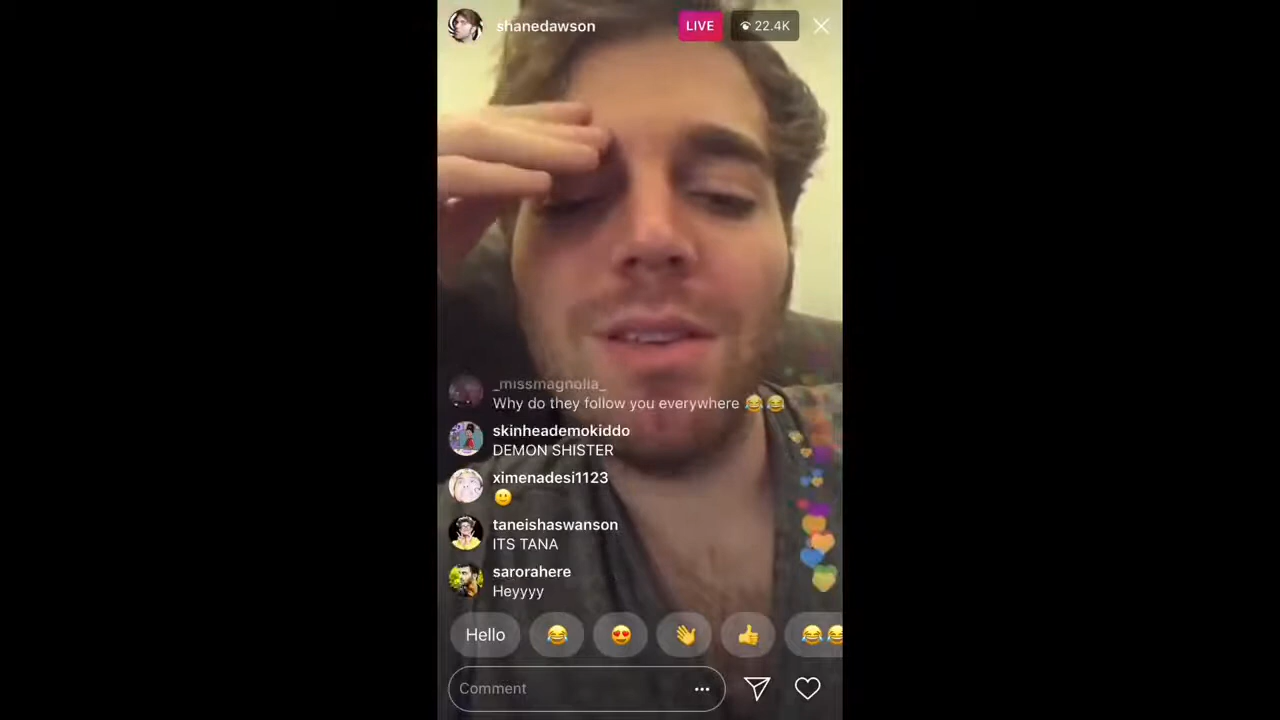 shanedawson LIVE 22.4K
_missmagnolia_
Why do they follow you everywhere 😂😂
skinheademokiddo
DEMON SHISTER
ximenadesi1123
🙂
taneishaswanson
ITS TANA
sarorahere
Heyyyy
Hello 😂 😍 👋 👍 😂😂
Comment